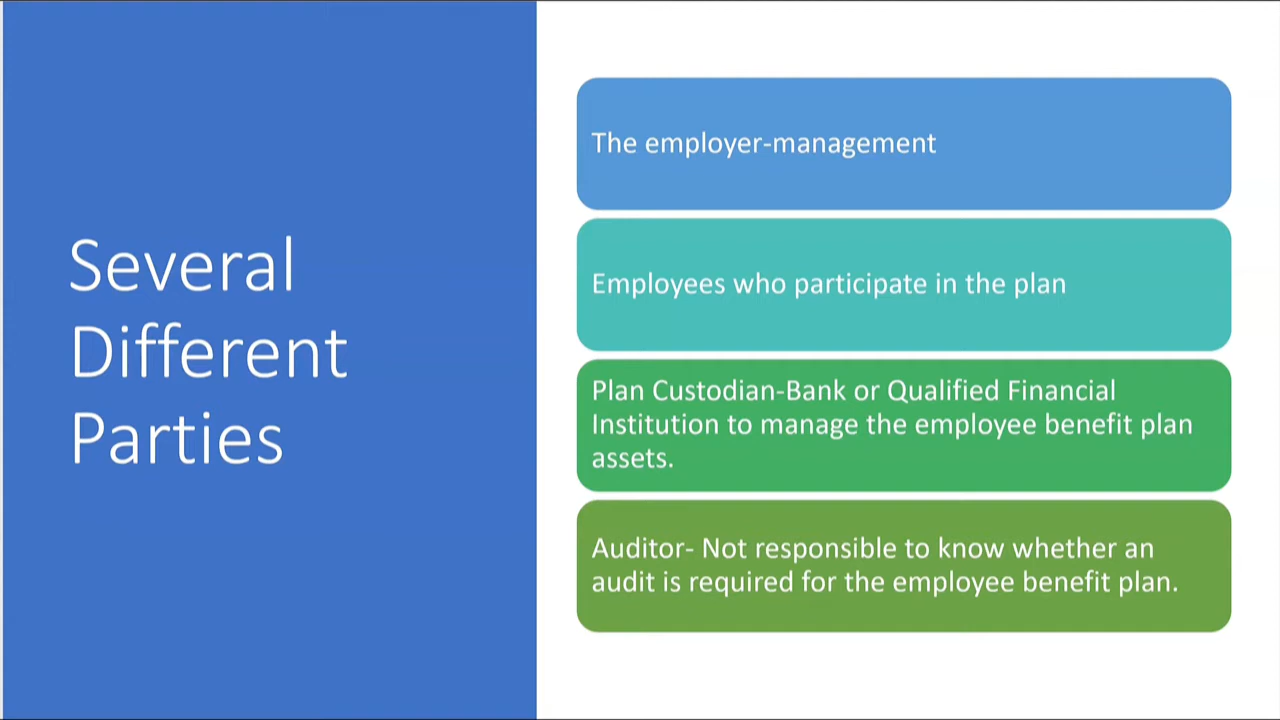 Several
Different
Parties
The employer-management
Employees who participate in the plan
Plan Custodian-Bank or Qualified Financial
Institution to manage the employee benefit plan
assets.
Auditor- Not responsible to know whether an
audit is required for the employee benefit plan.